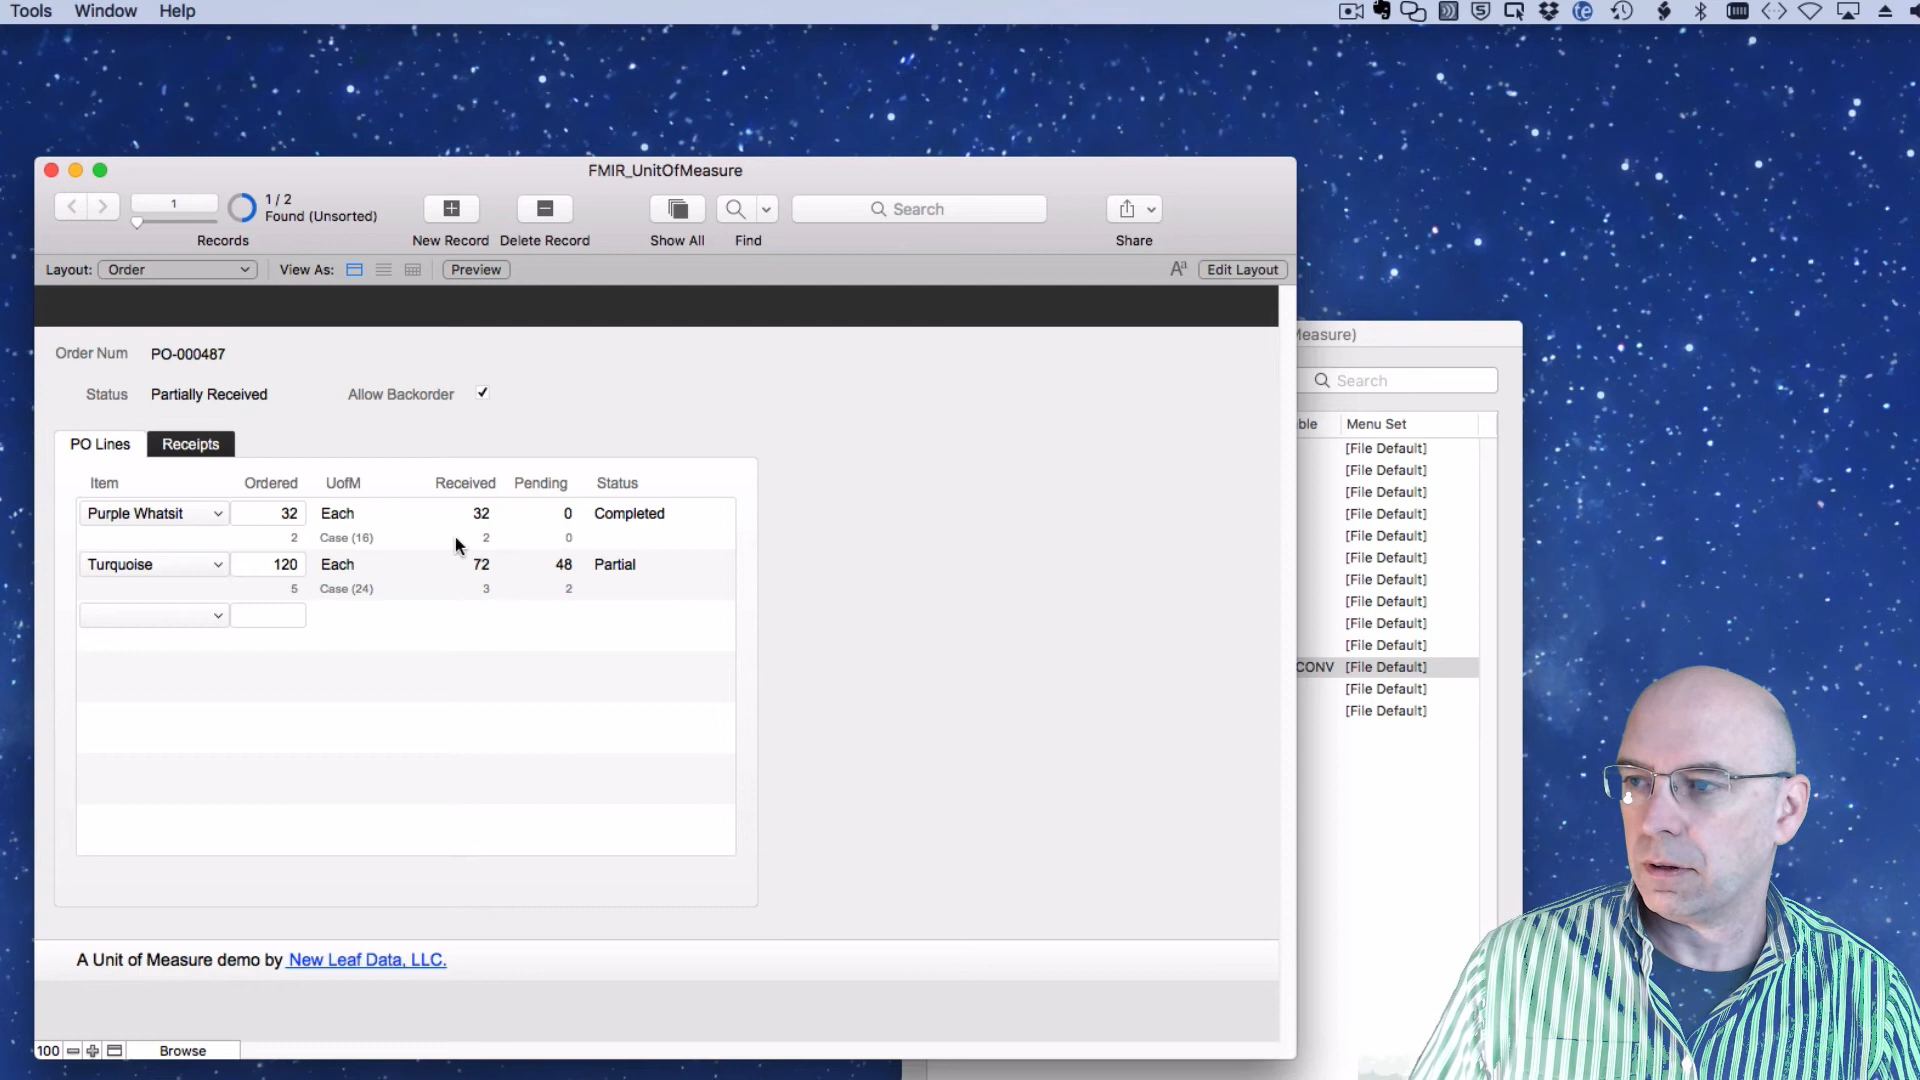 Tools Window Help
FMIR_UnitOfMeasure
1
1 / 2
Found (Unsorted)
Search
Records
New Record
Delete Record
Show All
Find
Share
Layout: Order
View As:
Preview
Aa
Edit Layout
Order Num PO-000487
Status Partially Received Allow Backorder
PO Lines Receipts
Item Ordered UofM Received Pending Status
Purple Whatsit 32 Each 32 0 Completed
2 Case (16) 2 0
Turquoise 120 Each 72 48 Partial
5 Case (24) 3 2
A Unit of Measure demo by New Leaf Data, LLC.
100 Browse
Measure)
Search
ble Menu Set
[File Default]
[File Default]
[File Default]
[File Default]
[File Default]
[File Default]
[File Default]
[File Default]
[File Default]
[File Default]
CONV [File Default]
[File Default]
[File Default]